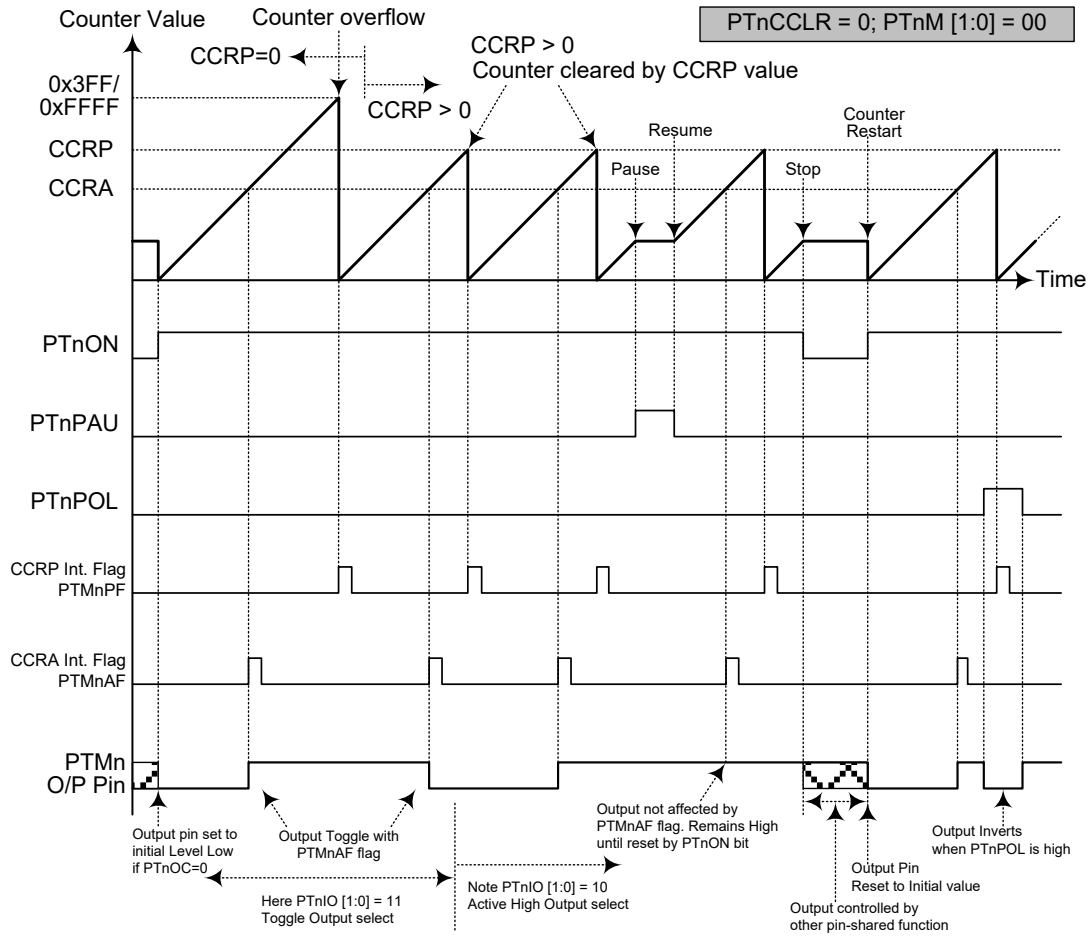 Counter Value
Counter overflow
PTnCCLR = 0; PTnM [1:0] = 00
CCRP=0
CCRP > 0
CCRP > 0
Counter cleared by CCRP value
0x3FF/
0xFFFF
CCRP
CCRA
Pause
Resume
Stop
Counter
Restart
Time
PTnON
PTnPAU
PTnPOL
CCRP Int. Flag
PTMnPF
CCRA Int. Flag
PTMnAF
PTMn
O/P Pin
Output pin set to
initial Level Low
if PTnOC=0
Output Toggle with
PTMnAF flag
Here PTnIO [1:0] = 11
Toggle Output select
Note PTnIO [1:0] = 10
Active High Output select
Output not affected by
PTMnAF flag. Remains High
until reset by PTnON bit
Output controlled by
other pin-shared function
Output Pin
Reset to Initial value
Output Inverts
when PTnPOL is high